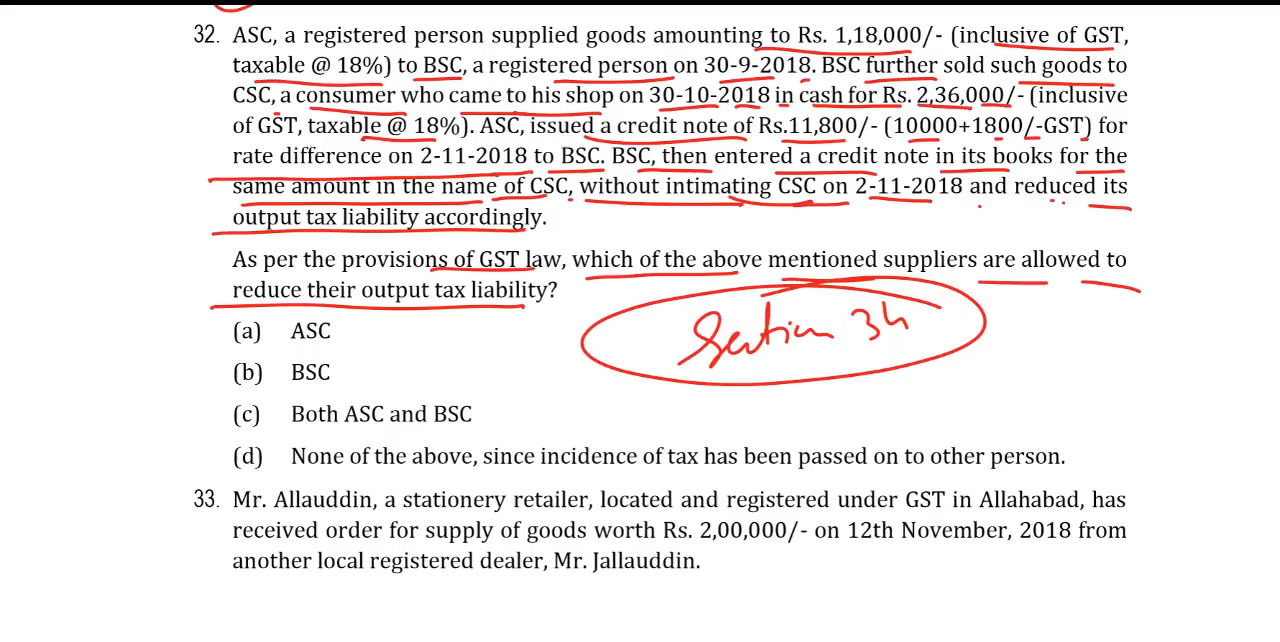 32. ASC, a registered person supplied goods amounting to Rs. 1,18,000/- (inclusive of GST,
taxable @ 18%) to BSC, a registered person on 30-9-2018. BSC further sold such goods to
CSC, a consumer who came to his shop on 30-10-2018 in cash for Rs. 2,36,000/- (inclusive
of GST, taxable @ 18%). ASC, issued a credit note of Rs.11,800/- (10000+1800/-GST) for
rate difference on 2-11-2018 to BSC. BSC, then entered a credit note in its books for the
same amount in the name of CSC, without intimating CSC on 2-11-2018 and reduced its
output tax liability accordingly.
As per the provisions of GST law, which of the above mentioned suppliers are allowed to
reduce their output tax liability?
Section 34
(a) ASC
(b) BSC
(c) Both ASC and BSC
(d) None of the above, since incidence of tax has been passed on to other person.
33. Mr. Allauddin, a stationery retailer, located and registered under GST in Allahabad, has
received order for supply of goods worth Rs. 2,00,000/- on 12th November, 2018 from
another local registered dealer, Mr. Jallauddin.